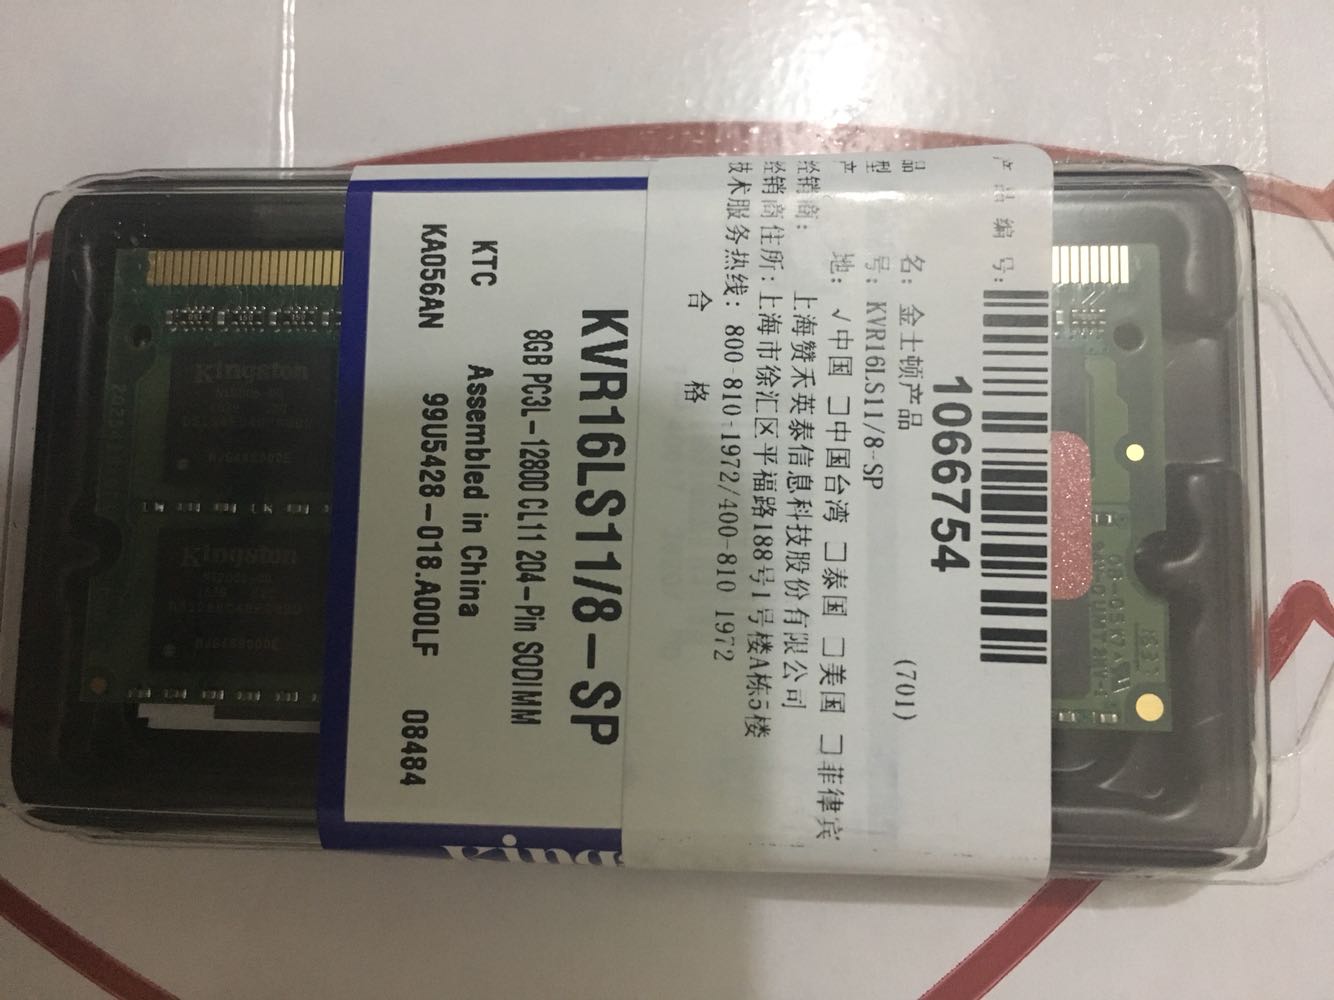 产品编号:
1066754
(701)
品 名: 金士顿产品
型 号: KVR16LS11/8-SP
产 地: √中国 □中国台湾 □泰国 □美国 □菲律宾
经销商: 上海赞禾英泰信息科技股份有限公司
经销商住所: 上海市徐汇区平福路188号1号楼A栋5楼
技术服务热线: 800-810-1972/400-810 1972
合 格
KVR16LS11/8-SP
8GB PC3L-12800 CL11 204-Pin SODIMM
KTC Assembled in China
KA056AN 99U5428-018.A00LF 08484
King
Kingston
Kingston